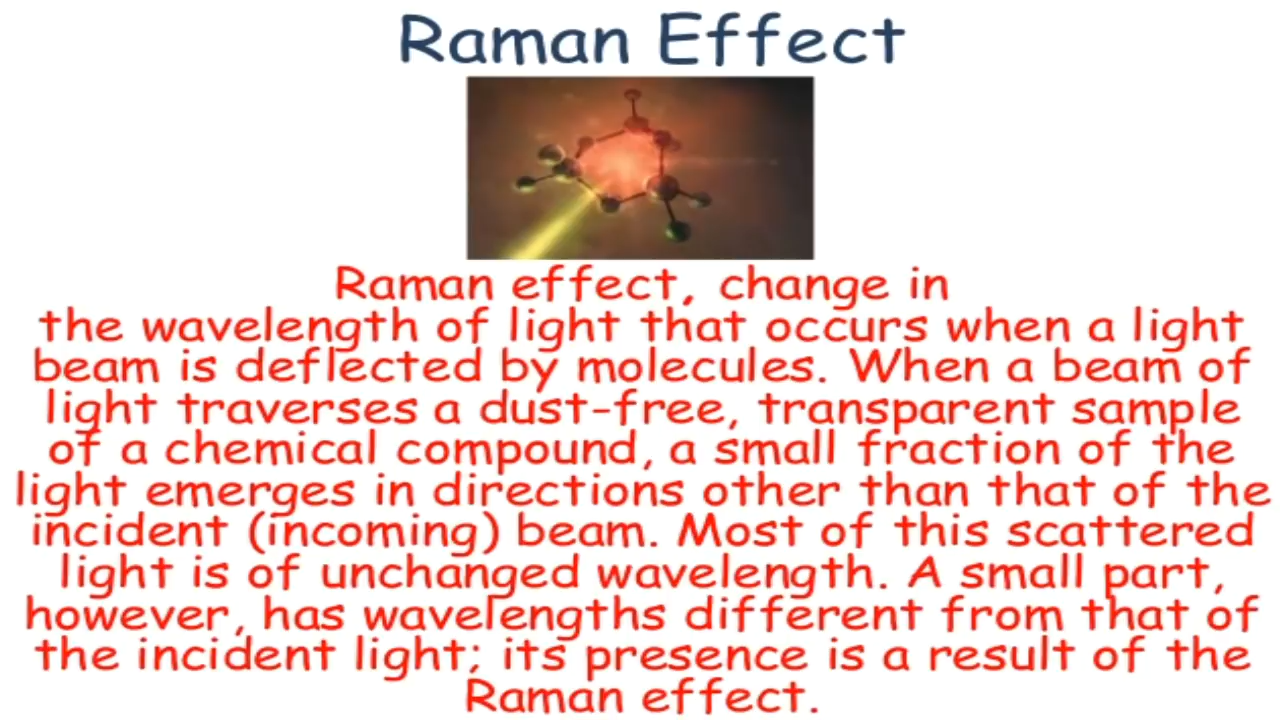 Raman Effect
Raman effect, change in
the wavelength of light that occurs when a light
beam is deflected by molecules. When a beam of
light traverses a dust-free, transparent sample
of a chemical compound, a small fraction of the
light emerges in directions other than that of the
incident (incoming) beam. Most of this scattered
light is of unchanged wavelength. A small part,
however, has wavelengths different from that of
the incident light; its presence is a result of the
Raman effect.